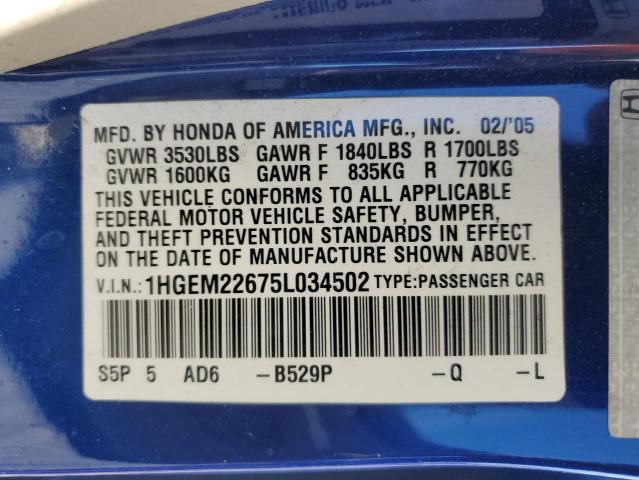 MFD. BY HONDA OF AMERICA MFG., INC. 02/'05
GVWR 3530LBS GAWR F 1840LBS R 1700LBS
GVWR 1600KG GAWR F 835KG R 770KG
THIS VEHICLE CONFORMS TO ALL APPLICABLE
FEDERAL MOTOR VEHICLE SAFETY, BUMPER,
AND THEFT PREVENTION STANDARDS IN EFFECT
ON THE DATE OF MANUFACTURE SHOWN ABOVE.
V.I.N.:1HGEM22675L034502 TYPE:PASSENGER CAR
S5P 5 AD6 -B529P -Q -L